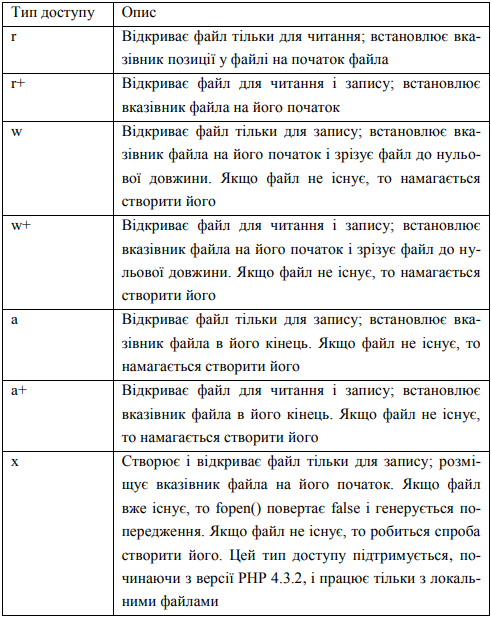 Тип доступу Опис
r Відкриває файл тільки для читання; встановлює вка-
зівник позиції у файлі на початок файла
r+ Відкриває файл для читання і запису; встановлює
вказівник файла на його початок
w Відкриває файл тільки для запису; встановлює вка-
зівник файла на його початок і зрізує файл до нульо-
вої довжини. Якщо файл не існує, то намагається
створити його
w+ Відкриває файл для читання і запису; встановлює
вказівник файла на його початок і зрізує файл до ну-
льової довжини. Якщо файл не існує, то намагається
створити його
a Відкриває файл тільки для запису; встановлює вка-
зівник файла в його кінець. Якщо файл не існує, то
намагається створити його
a+ Відкриває файл для читання і запису; встановлює
вказівник файла в його кінець. Якщо файл не існує,
то намагається створити його
x Створює і відкриває файл тільки для запису; розмі-
щує вказівник файла на його початок. Якщо файл
вже існує, то fopen() повертає false і генерується по-
передження. Якщо файл не існує, то робиться спроба
створити його. Цей тип доступу підтримується, по-
чинаючи з версії PHP 4.3.2, і працює тільки з локаль-
ними файлами